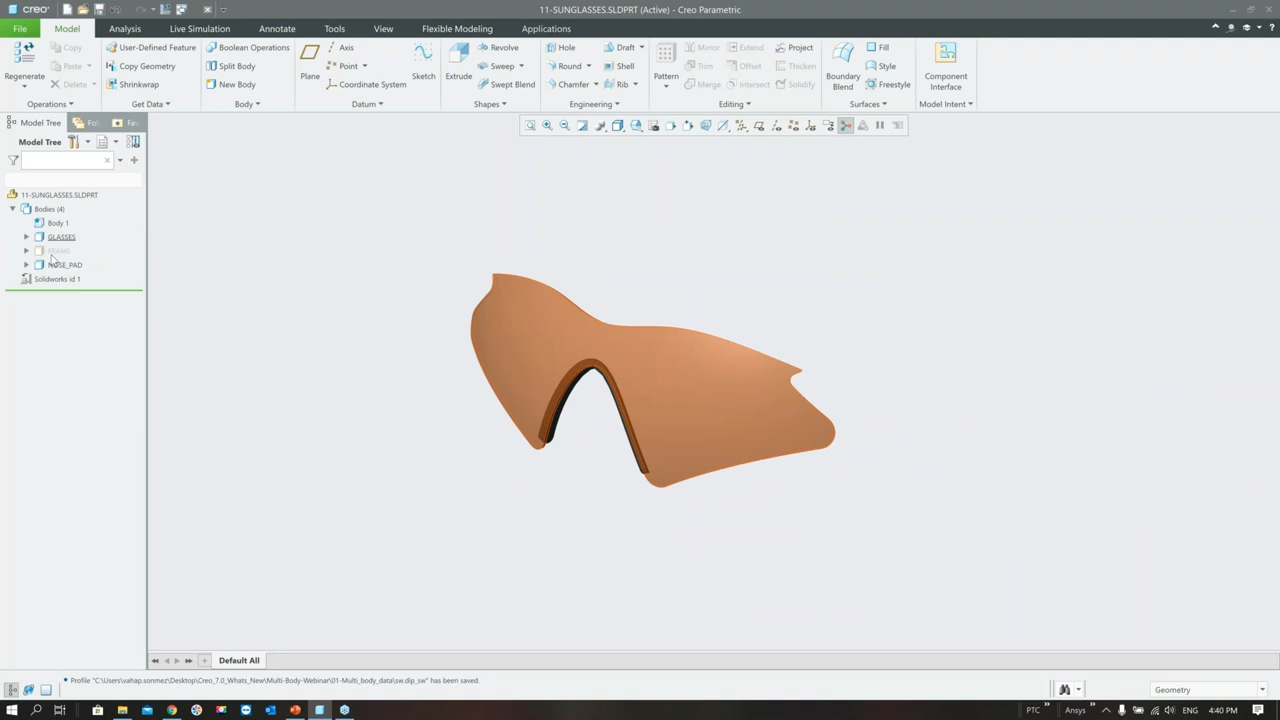 creo
11-SUNGLASSES.SLDPRT (Active) - Creo Parametric
File Model Analysis Live Simulation Annotate Tools View Flexible Modeling Applications
Regenerate
Copy
Paste
Delete
Operations
User-Defined Feature
Copy Geometry
Shrinkwrap
Get Data
Boolean Operations
Split Body
New Body
Body
Plane
Axis
Point
Coordinate System
Sketch
Datum
Extrude
Revolve
Sweep
Swept Blend
Shapes
Hole
Round
Chamfer
Draft
Shell
Rib
Engineering
Pattern
Mirror
Trim
Merge
Extend
Offset
Intersect
Project
Thicken
Solidify
Editing
Boundary Blend
Fill
Style
Freestyle
Surfaces
Component Interface
Model Intent
Model Tree Fol Fav
Model Tree
11-SUNGLASSES.SLDPRT
Bodies (4)
Body 1
GLASSES
FRAME
NOSE_PAD
Solidworks id 1
Default All
Profile "C:\Users\vahap.sonmez\Desktop\Creo_7.0_Whats_New\Multi-Body-Webinar\01-Multi_body_data\sw.dip_sw" has been saved.
Geometry
PTC Ansys ENG 4:40 PM